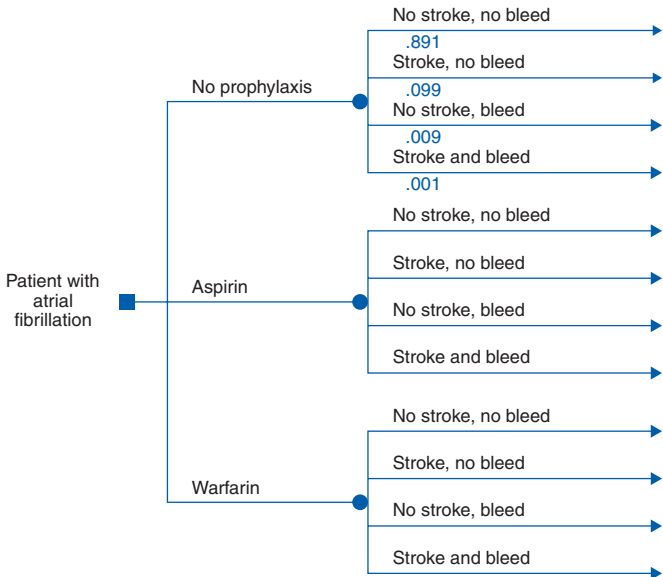 No stroke, no bleed
.891
Stroke, no bleed
.099
No prophylaxis
No stroke, bleed
.009
Stroke and bleed
.001
No stroke, no bleed
Stroke, no bleed
Patient with
atrial
fibrillation
Aspirin
No stroke, bleed
Stroke and bleed
No stroke, no bleed
Stroke, no bleed
Warfarin
No stroke, bleed
Stroke and bleed